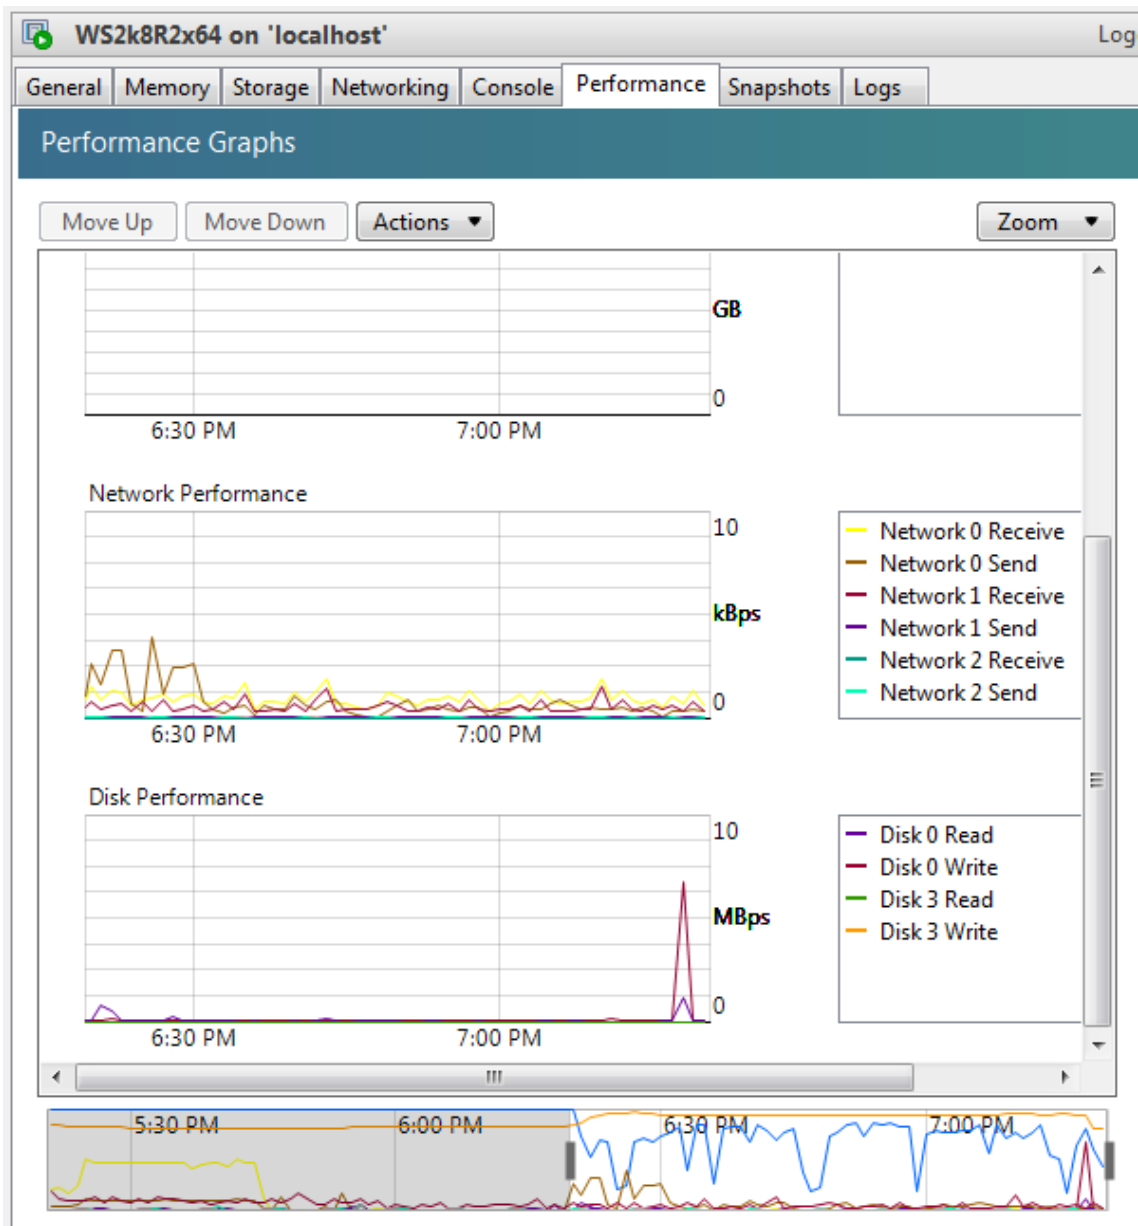 WS2k8R2x64 on 'localhost'
Log
General Memory Storage Networking Console Performance Snapshots Logs
Performance Graphs
Move Up Move Down Actions Zoom
GB
0
6:30 PM 7:00 PM
Network Performance
10
kBps
0
6:30 PM 7:00 PM
Network 0 Receive
Network 0 Send
Network 1 Receive
Network 1 Send
Network 2 Receive
Network 2 Send
Disk Performance
10
MBps
0
6:30 PM 7:00 PM
Disk 0 Read
Disk 0 Write
Disk 3 Read
Disk 3 Write
5:30 PM 6:00 PM 6:30 PM 7:00 PM